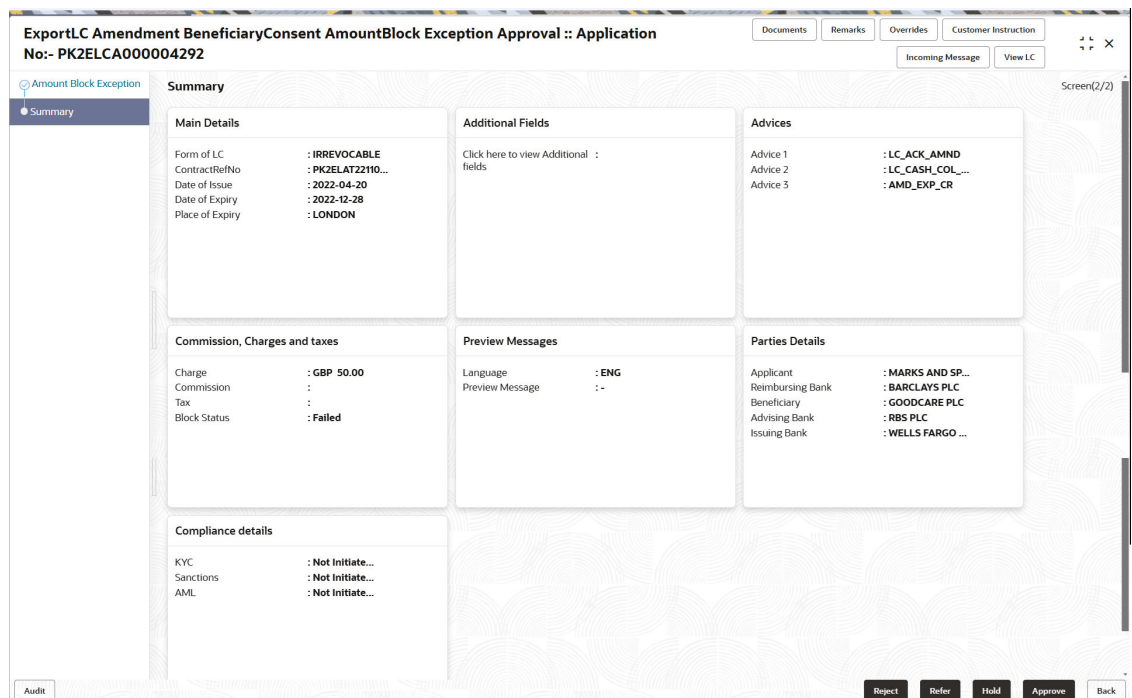 ExportLC Amendment BeneficiaryConsent AmountBlock Exception Approval :: Application
No:- PK2ELCA000004292
Documents Remarks Overrides Customer Instruction
Incoming Message View LC
Amount Block Exception
Summary
Summary
Screen(2/2)
Main Details
Form of LC : IRREVOCABLE
ContractRefNo : PK2ELAT22110...
Date of Issue : 2022-04-20
Date of Expiry : 2022-12-28
Place of Expiry : LONDON
Additional Fields
Click here to view Additional :
fields
Advices
Advice 1 : LC_ACK_AMND
Advice 2 : LC_CASH_COL_...
Advice 3 : AMD_EXP_CR
Commission, Charges and taxes
Charge : GBP 50.00
Commission :
Tax :
Block Status : Failed
Preview Messages
Language : ENG
Preview Message : -
Parties Details
Applicant : MARKS AND SP...
Reimbursing Bank : BARCLAYS PLC
Beneficiary : GOODCARE PLC
Advising Bank : RBS PLC
Issuing Bank : WELLS FARGO ...
Compliance details
KYC : Not Initiate...
Sanctions : Not Initiate...
AML : Not Initiate...
Audit
Reject Refer Hold Approve Back